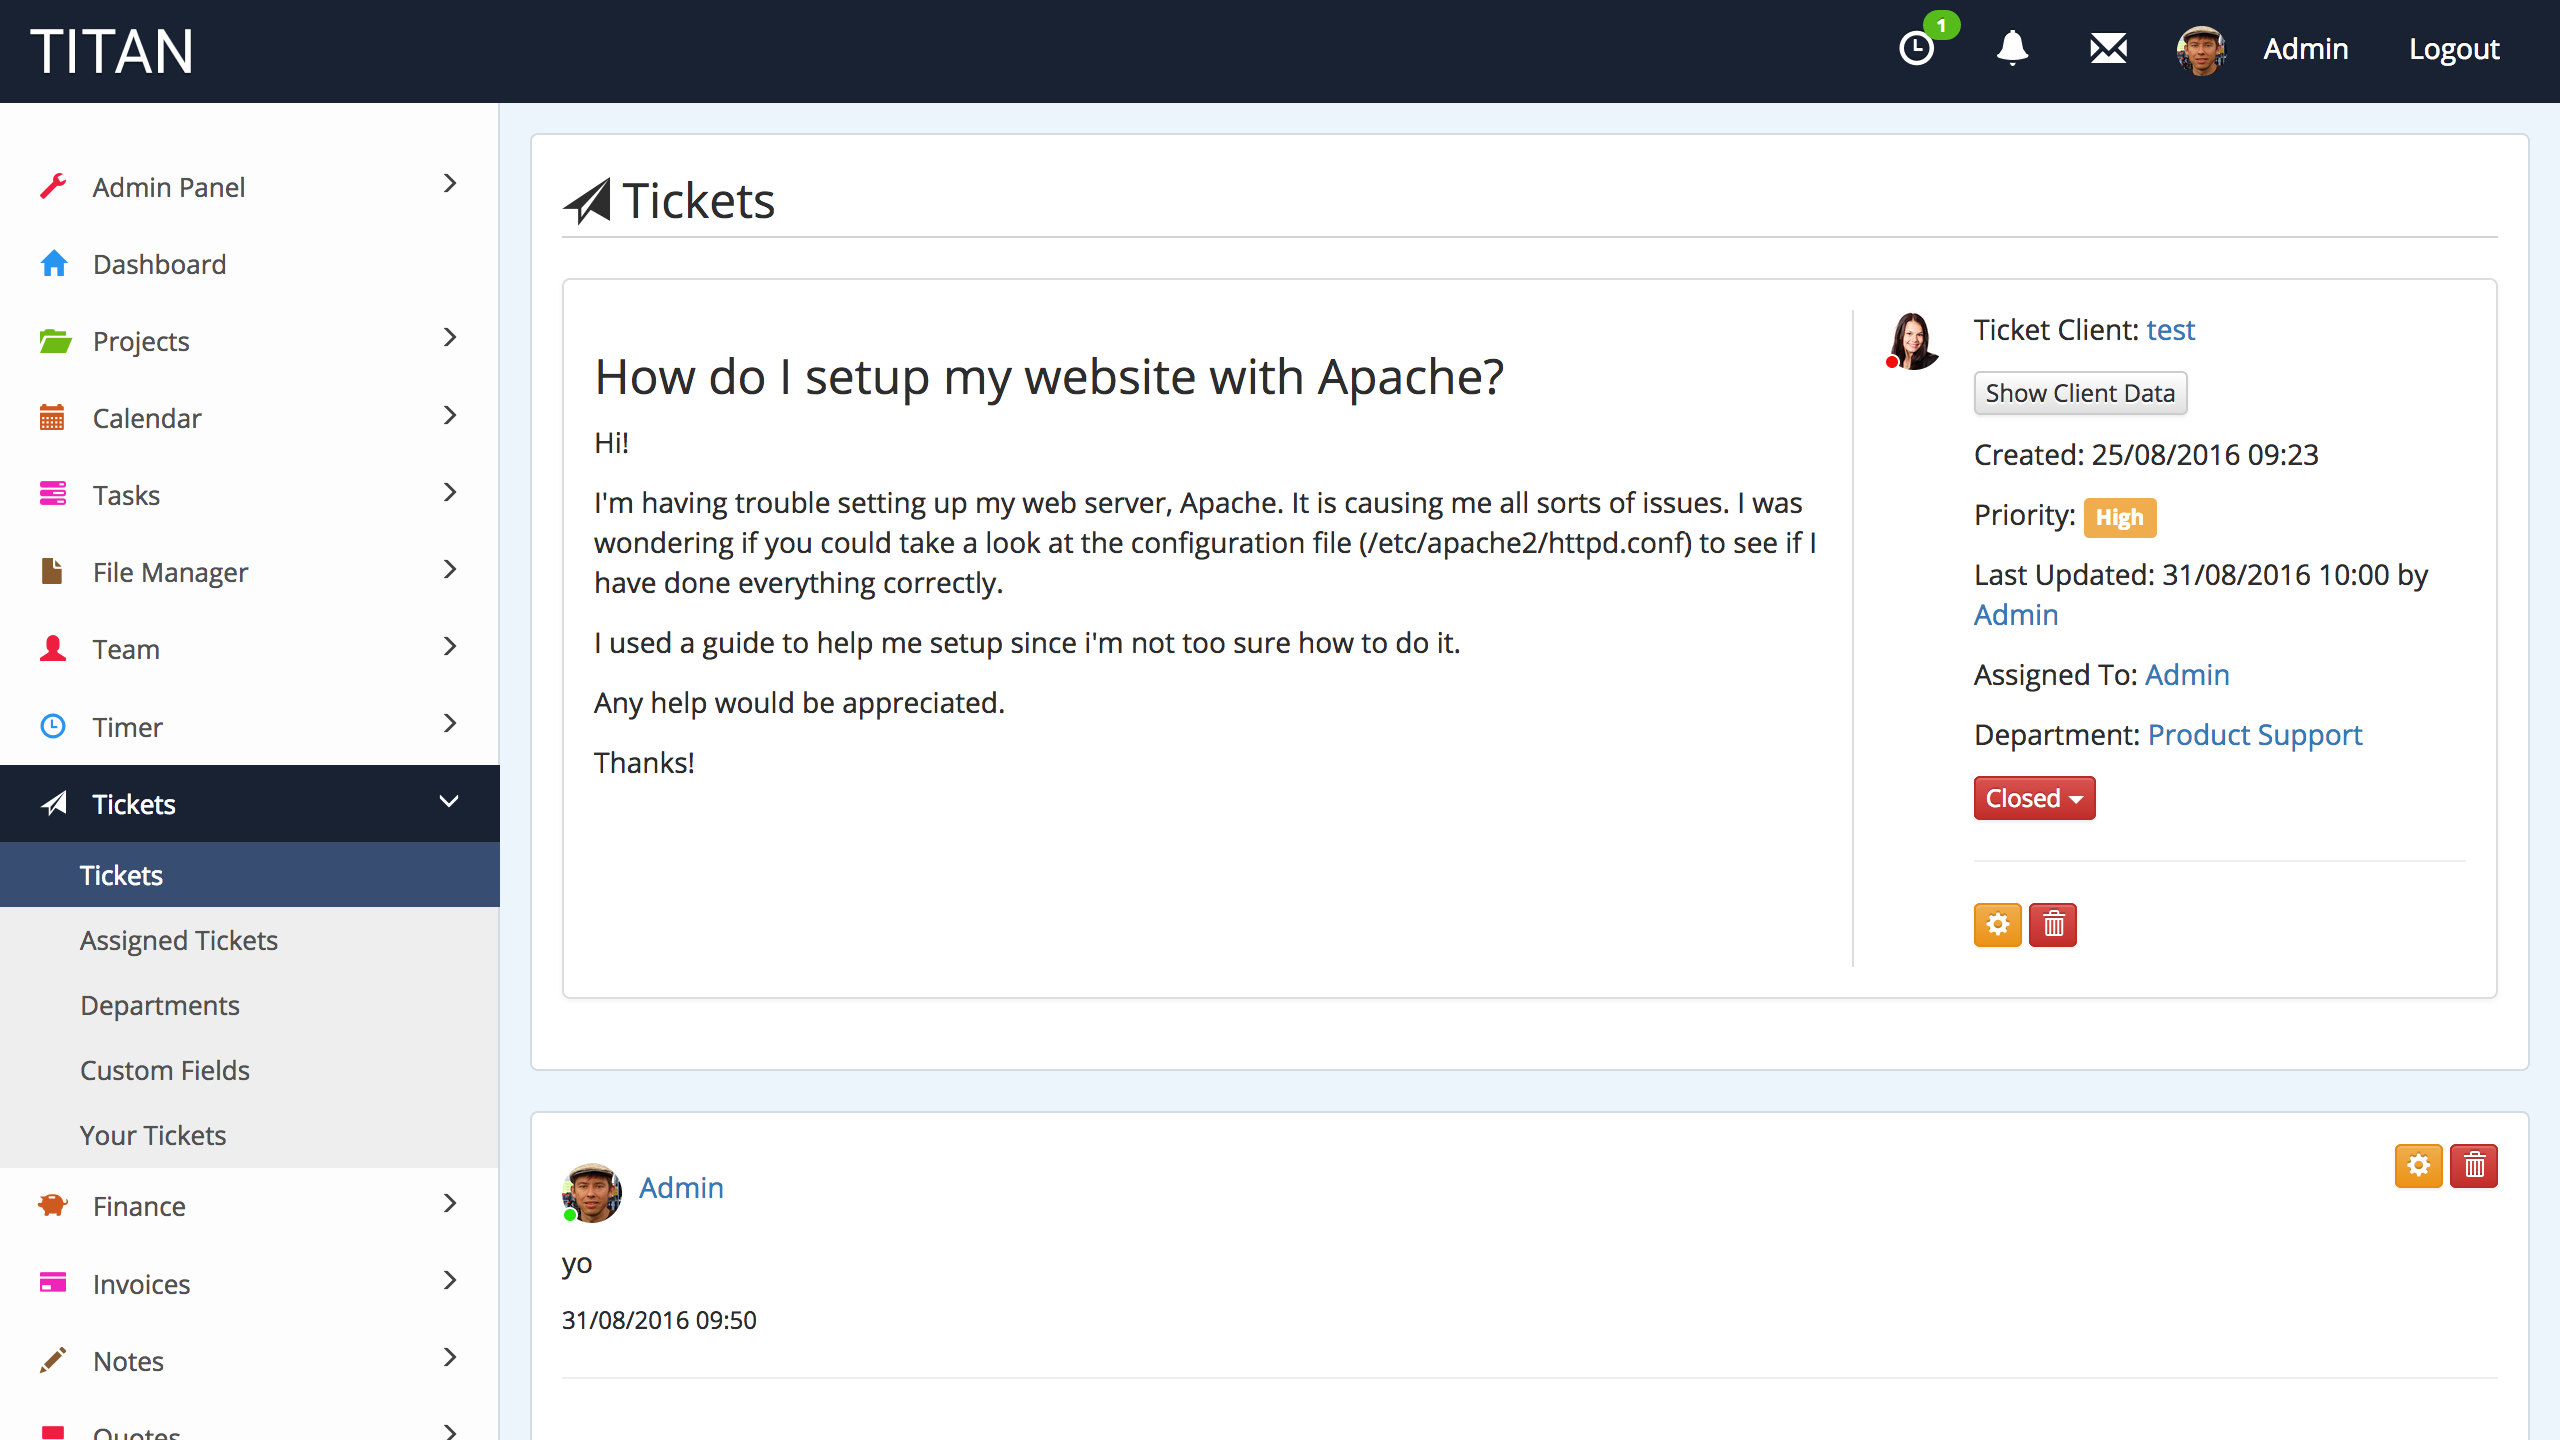 TITAN
1
Admin
Logout
Admin Panel
Dashboard
Projects
Calendar
Tasks
File Manager
Team
Timer
Tickets
Tickets
Assigned Tickets
Departments
Custom Fields
Your Tickets
Finance
Invoices
Notes
Quotes
Tickets
How do I setup my website with Apache?
Hi!
I'm having trouble setting up my web server, Apache. It is causing me all sorts of issues. I was
wondering if you could take a look at the configuration file (/etc/apache2/httpd.conf) to see if I
have done everything correctly.
I used a guide to help me setup since i'm not too sure how to do it.
Any help would be appreciated.
Thanks!
Ticket Client: test
Show Client Data
Created: 25/08/2016 09:23
Priority: High
Last Updated: 31/08/2016 10:00 by
Admin
Assigned To: Admin
Department: Product Support
Closed
Admin
yo
31/08/2016 09:50